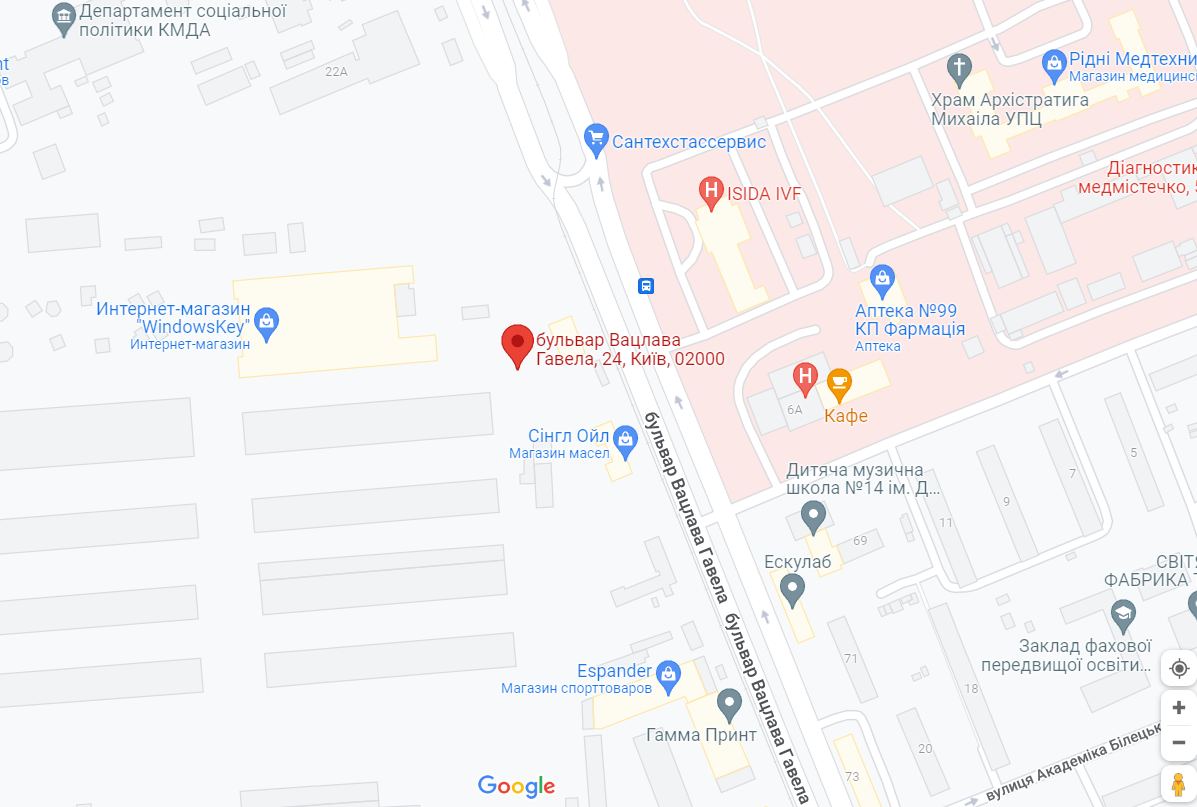 Департамент соціальної
політики КМДА
22А
Рідні Медтехни
Магазин медицинсь
Храм Архістратига
Михаїла УПЦ
Сантехстассервис
Діагностик
медмістечко, 5
H ISIDA IVF
Интернет-магазин
"WindowsKey"
Интернет-магазин
бульвар Вацлава
Гавела, 24, Київ, 02000
Аптека №99
КП Фармація
Аптека
H
6А
Кафе
Сінгл Ойл
Магазин масел
бульвар Вацлава Гавела
Дитяча музична
школа №14 ім. Д...
5
7
9
11
69
Ескулаб
СВІТЯ
ФАБРИКА Т
бульвар Вацлава Гавела
Заклад фахової
передвищої освіти...
71
18
Espander
Магазин спорттоваров
Гамма Принт
20
73
вулиця Академіка Білецьк
Google